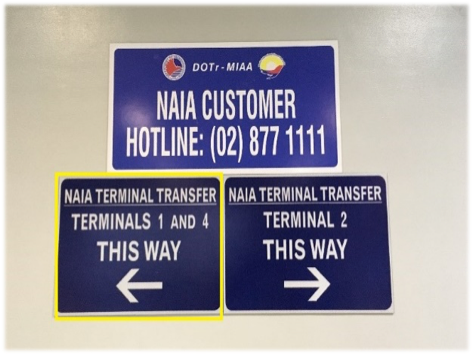 DOTr - MIAA
NAIA CUSTOMER
HOTLINE: (02) 877 1111
NAIA TERMINAL TRANSFER
TERMINALS 1 AND 4
THIS WAY
NAIA TERMINAL TRANSFER
TERMINAL 2
THIS WAY